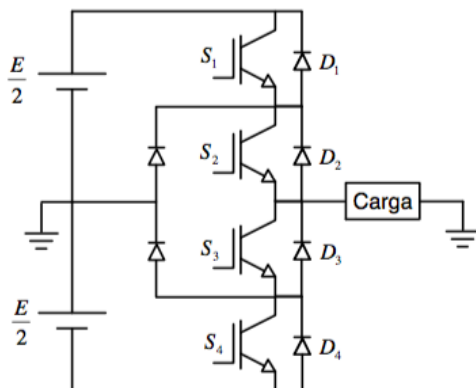 S₁
D₁
E/2
S₂
D₂
Carga
S₃
D₃
E/2
S₄
D₄